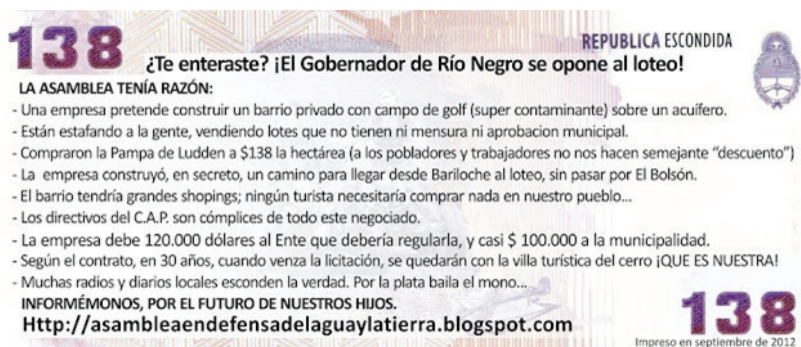 138
REPUBLICA ESCONDIDA
¿Te enteraste? ¡El Gobernador de Río Negro se opone al loteo!
LA ASAMBLEA TENÍA RAZÓN:
- Una empresa pretende construir un barrio privado con campo de golf (super contaminante) sobre un acuífero.
- Están estafando a la gente, vendiendo lotes que no tienen ni mensura ni aprobacion municipal.
- Compraron la Pampa de Ludden a $138 la hectárea (a los pobladores y trabajadores no nos hacen semejante "descuento")
- La empresa construyó, en secreto, un camino para llegar desde Bariloche al loteo, sin pasar por El Bolsón.
- El barrio tendría grandes shopings; ningún turista necesitaría comprar nada en nuestro pueblo...
- Los directivos del C.A.P. son cómplices de todo este negociado.
- La empresa debe 120.000 dólares al Ente que debería regularla, y casi $ 100.000 a la municipalidad.
- Según el contrato, en 30 años, cuando venza la licitación, se quedarán con la villa turística del cerro ¡QUE ES NUESTRA!
- Muchas radios y diarios locales esconden la verdad. Por la plata baila el mono...
INFORMÉMONOS, POR EL FUTURO DE NUESTROS HIJOS.
Http://asambleaendefensadelaguaylatierra.blogspot.com
138
Impreso en septiembre de 2012